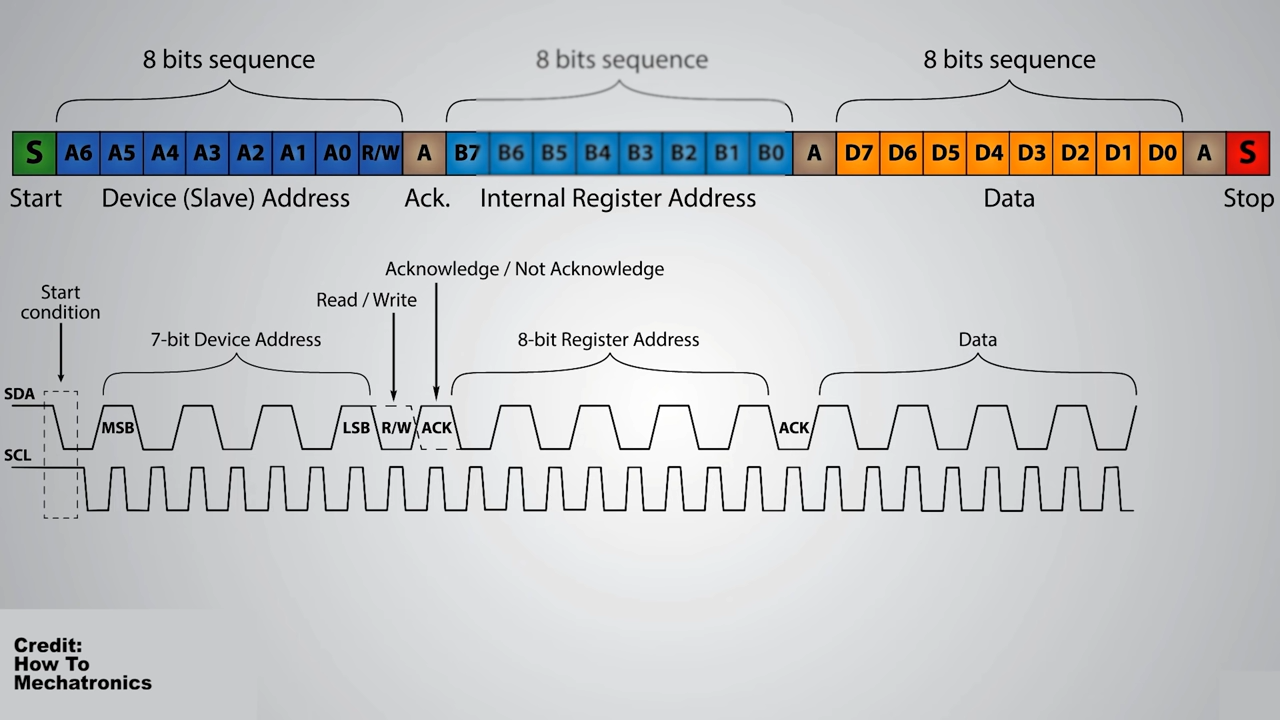 8 bits sequence 8 bits sequence 8 bits sequence
S A6 A5 A4 A3 A2 A1 A0 R/W A B7 B6 B5 B4 B3 B2 B1 B0 A D7 D6 D5 D4 D3 D2 D1 D0 A S
Start Device (Slave) Address Ack. Internal Register Address Data Stop
Acknowledge / Not Acknowledge
Start
condition
Read / Write
7-bit Device Address 8-bit Register Address Data
SDA
MSB LSB R/W ACK ACK
SCL
Credit:
How To
Mechatronics